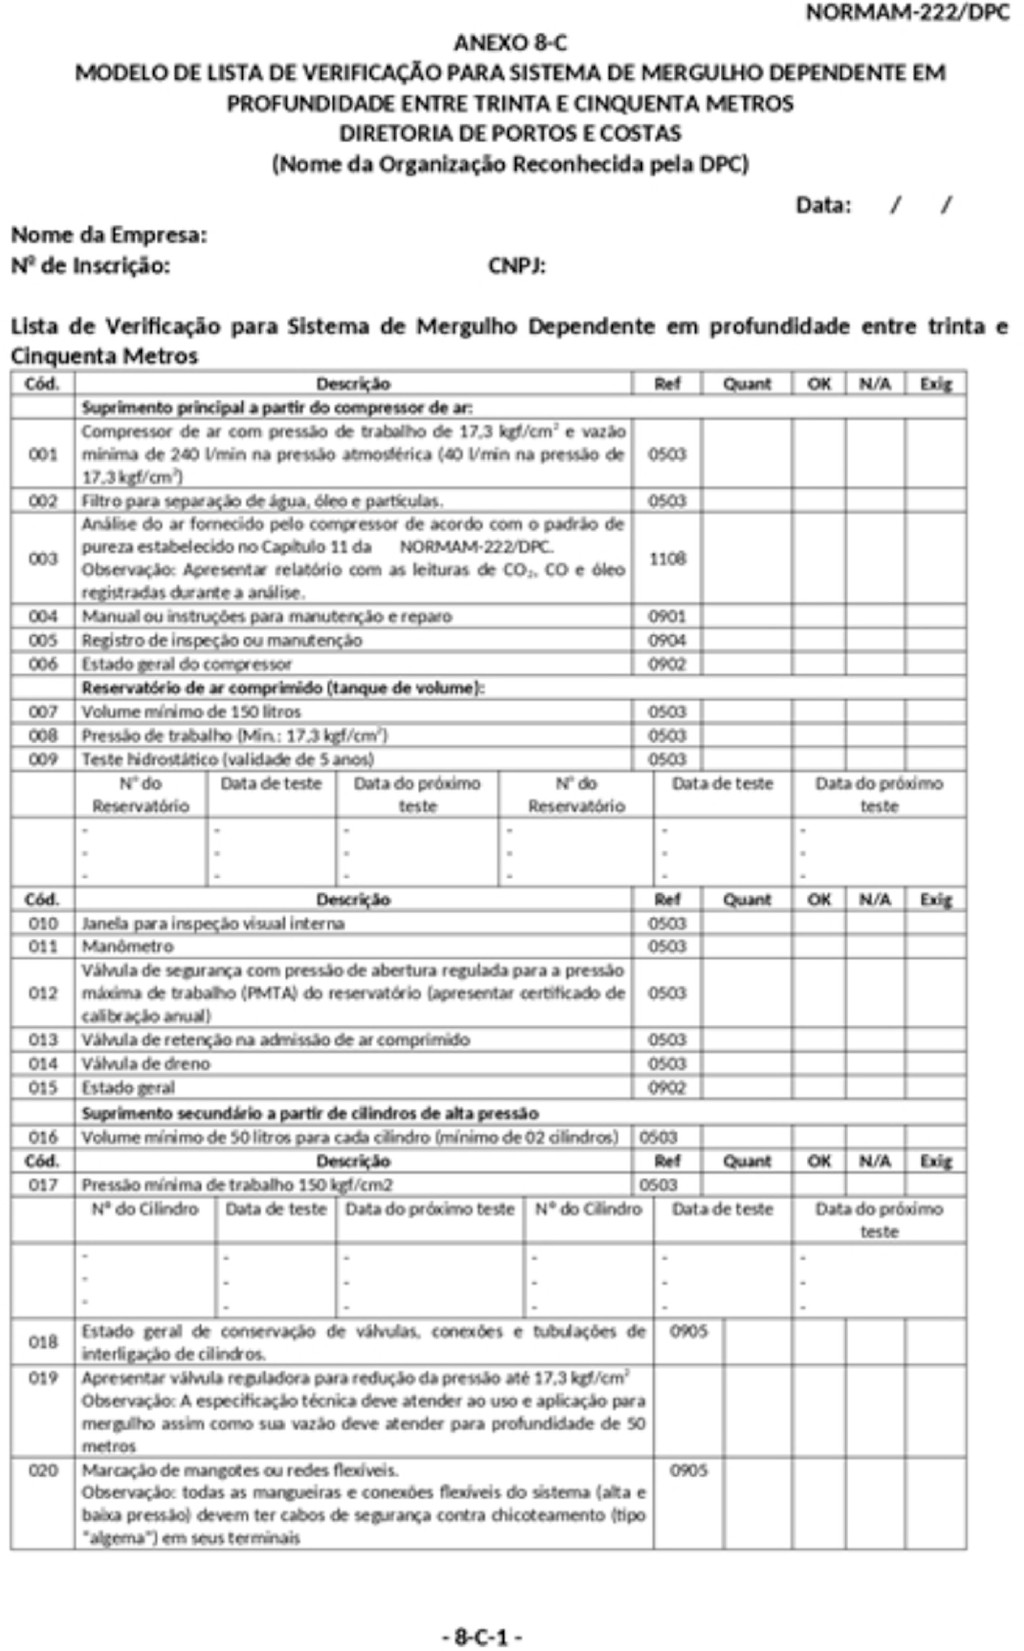 NORMAM-222/DPC
ANEXO 8-C
MODELO DE LISTA DE VERIFICAÇÃO PARA SISTEMA DE MERGULHO DEPENDENTE EM
PROFUNDIDADE ENTRE TRINTA E CINQUENTA METROS
DIRETORIA DE PORTOS E COSTAS
(Nome da Organização Reconhecida pela DPC)
Data: / /
Nome da Empresa:
Nº de Inscrição: CNPJ:
Lista de Verificação para Sistema de Mergulho Dependente em profundidade entre trinta e
Cinquenta Metros
Cód. Descrição Ref Quant OK N/A Exig
Suprimento principal a partir do compressor de ar:
Compressor de ar com pressão de trabalho de 17,3 kgf/cm² e vazão
001 mínima de 240 l/min na pressão atmosférica (40 l/min na pressão de 0503
17,3 kgf/cm²)
002 Filtro para separação de água, óleo e partículas. 0503
Análise do ar fornecido pelo compressor de acordo com o padrão de
pureza estabelecido no Capítulo 11 da NORMAM-222/DPC.
003 1108
Observação: Apresentar relatório com as leituras de CO₂, CO e óleo
registradas durante a análise.
004 Manual ou instruções para manutenção e reparo 0901
005 Registro de inspeção ou manutenção 0904
006 Estado geral do compressor 0902
Reservatório de ar comprimido (tanque de volume):
007 Volume mínimo de 150 litros 0503
008 Pressão de trabalho (Mín.: 17,3 kgf/cm²) 0503
009 Teste hidrostático (validade de 5 anos) 0503
Nº do Data de teste Data do próximo Nº do Data de teste Data do próximo
Reservatório teste Reservatório teste
- - - - - -
- - - - - -
- - - - - -
Cód. Descrição Ref Quant OK N/A Exig
010 Janela para inspeção visual interna 0503
011 Manômetro 0503
Válvula de segurança com pressão de abertura regulada para a pressão
012 máxima de trabalho (PMTA) do reservatório (apresentar certificado de 0503
calibração anual)
013 Válvula de retenção na admissão de ar comprimido 0503
014 Válvula de dreno 0503
015 Estado geral 0902
Suprimento secundário a partir de cilindros de alta pressão
016 Volume mínimo de 50 litros para cada cilindro (mínimo de 02 cilindros) 0503
Cód. Descrição Ref Quant OK N/A Exig
017 Pressão mínima de trabalho 150 kgf/cm2 0503
Nº do Cilindro Data de teste Data do próximo teste Nº do Cilindro Data de teste Data do próximo
teste
- - - - - -
- - - - - -
- - - - - -
018 Estado geral de conservação de válvulas, conexões e tubulações de 0905
interligação de cilindros.
019 Apresentar válvula reguladora para redução da pressão até 17,3 kgf/cm²
Observação: A especificação técnica deve atender ao uso e aplicação para
mergulho assim como sua vazão deve atender para profundidade de 50
metros
020 Marcação de mangotes ou redes flexíveis. 0905
Observação: todas as mangueiras e conexões flexíveis do sistema (alta e
baixa pressão) devem ter cabos de segurança contra chicoteamento (tipo
"algema") em seus terminais
- 8-C-1 -